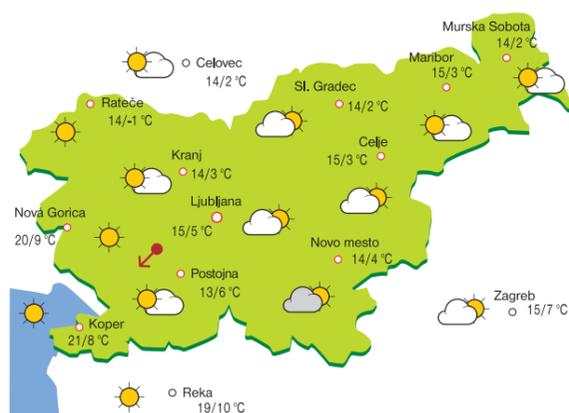 Murska Sobota
14/2 °C
Maribor
15/3 °C
Celovec
14/2 °C
Sl. Gradec
14/2 °C
Rateče
14/-1 °C
Celje
15/3 °C
Kranj
14/3 °C
Ljubljana
15/5 °C
Nova Gorica
20/9 °C
Novo mesto
14/4 °C
Postojna
13/6 °C
Zagreb
15/7 °C
Koper
21/8 °C
Reka
19/10 °C